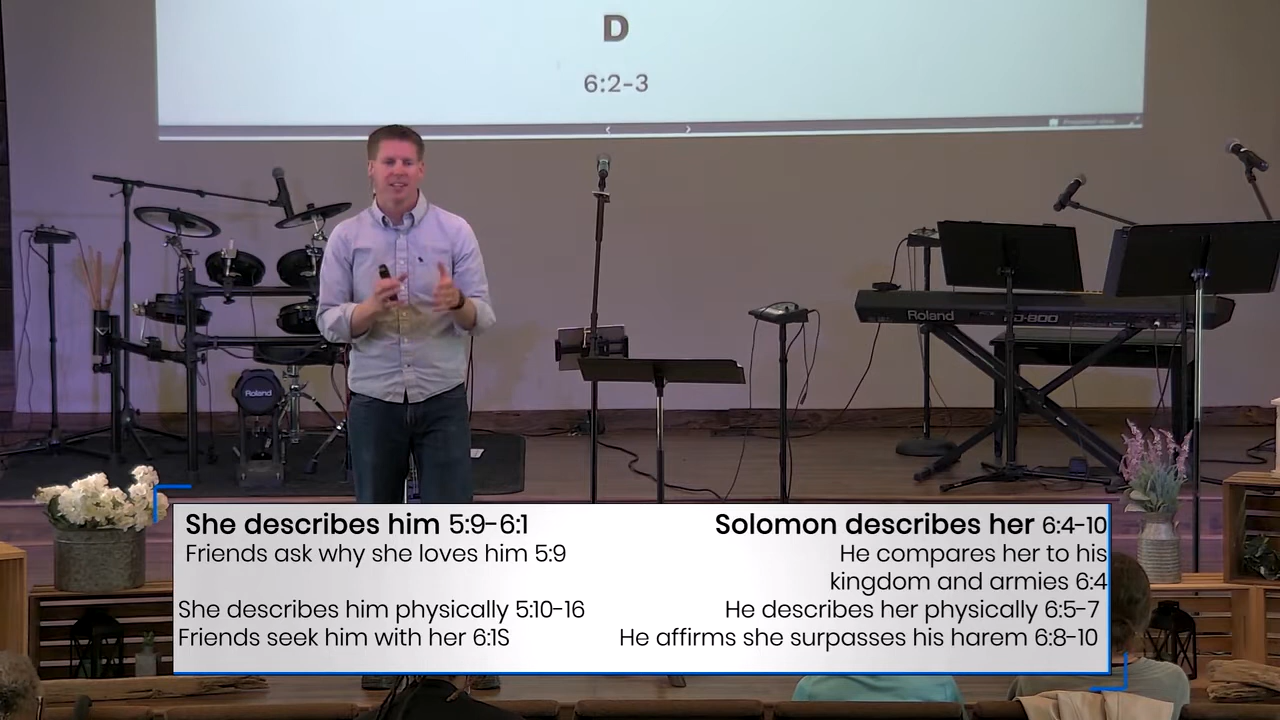 D
6:2-3
Roland
RD-800
Roland
She describes him 5:9-6:1
Friends ask why she loves him 5:9
She describes him physically 5:10-16
Friends seek him with her 6:1S
Solomon describes her 6:4-10
He compares her to his
kingdom and armies 6:4
He describes her physically 6:5-7
He affirms she surpasses his harem 6:8-10